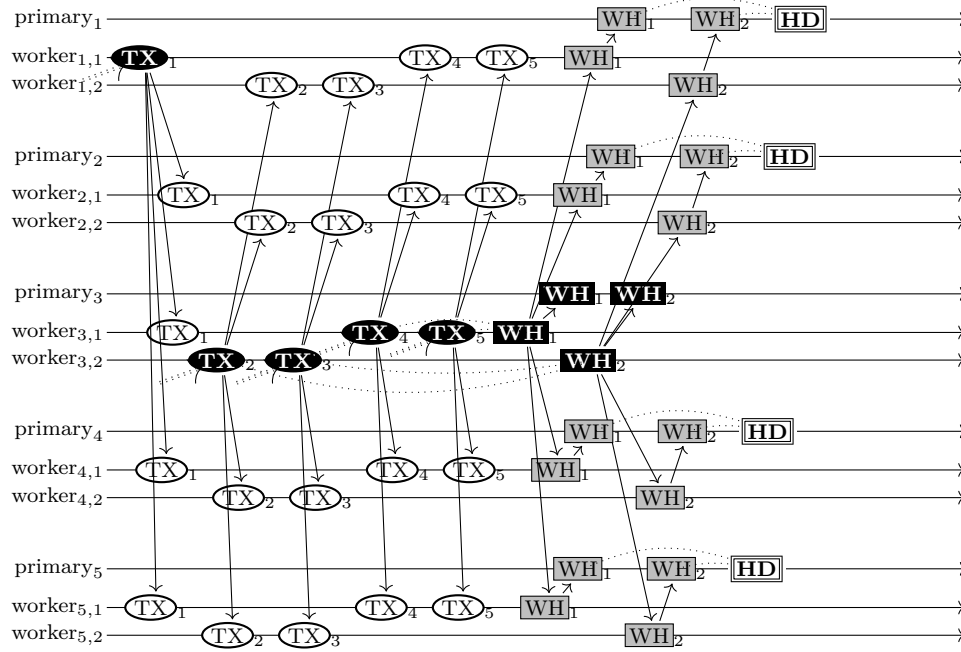 primary₁ WH₁ WH₂ HD
worker₁,₁ TX₁ TX₄ TX₅ WH₁
worker₁,₂ TX₂ TX₃ WH₂
primary₂ WH₁ WH₂ HD
worker₂,₁ TX₁ TX₄ TX₅ WH₁
worker₂,₂ TX₂ TX₃ WH₂
primary₃ WH₁ WH₂
worker₃,₁ TX₁ TX₄ TX₅ WH₁
worker₃,₂ TX₂ TX₃ WH₂
primary₄ WH₁ WH₂ HD
worker₄,₁ TX₁ TX₄ TX₅ WH₁
worker₄,₂ TX₂ TX₃ WH₂
primary₅ WH₁ WH₂ HD
worker₅,₁ TX₁ TX₄ TX₅ WH₁
worker₅,₂ TX₂ TX₃ WH₂